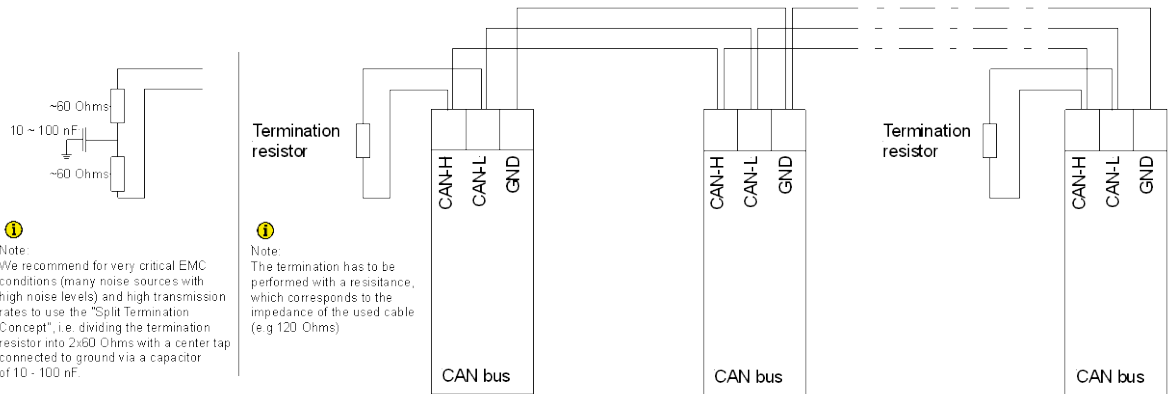 ~60 Ohms
10 ~ 100 nF
~60 Ohms
Note:
We recommend for very critical EMC
conditions (many noise sources with
high noise levels) and high transmission
rates to use the "Split Termination
Concept", i.e. dividing the termination
resistor into 2x60 Ohms with a center tap
connected to ground via a capacitor
of 10 - 100 nF.
Termination
resistor
Note:
The termination has to be
performed with a resisitance,
which corresponds to the
impedance of the used cable
(e.g 120 Ohms)
CAN-H
CAN-L
GND
CAN bus
CAN-H
CAN-L
GND
CAN bus
Termination
resistor
CAN-H
CAN-L
GND
CAN bus